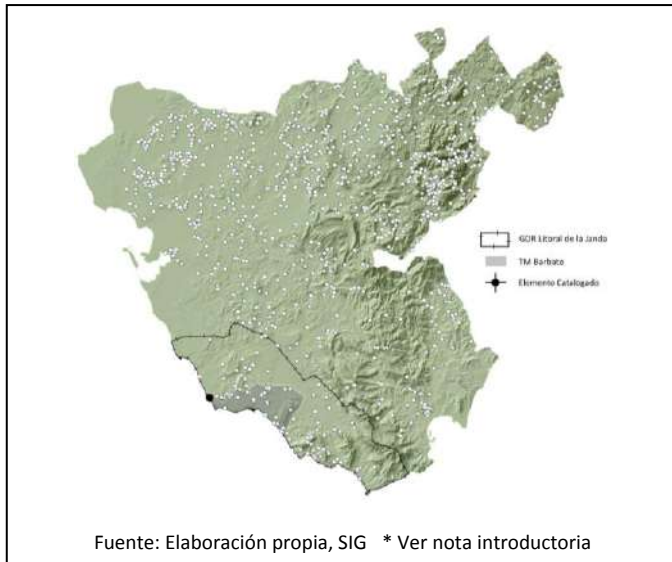 GDR Litoral de la Janda
TM Barbate
Elemento Catalogado
Fuente: Elaboración propia, SIG * Ver nota introductoria